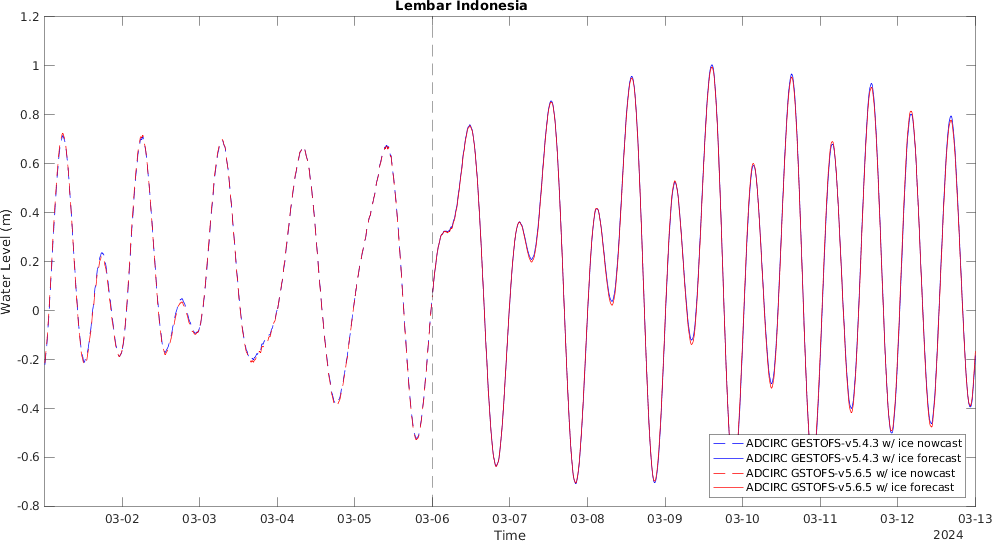 Lembar Indonesia
1.2
1
0.8
0.6
0.4
0.2
0
-0.2
-0.4
-0.6
-0.8
Water Level (m)
ADCIRC GESTOFS-v5.4.3 w/ ice nowcast
ADCIRC GESTOFS-v5.4.3 w/ ice forecast
ADCIRC GSTOFS-v5.6.5 w/ ice nowcast
ADCIRC GSTOFS-v5.6.5 w/ ice forecast
03-02 03-03 03-04 03-05 03-06 03-07 03-08 03-09 03-10 03-11 03-12 03-13
Time
2024